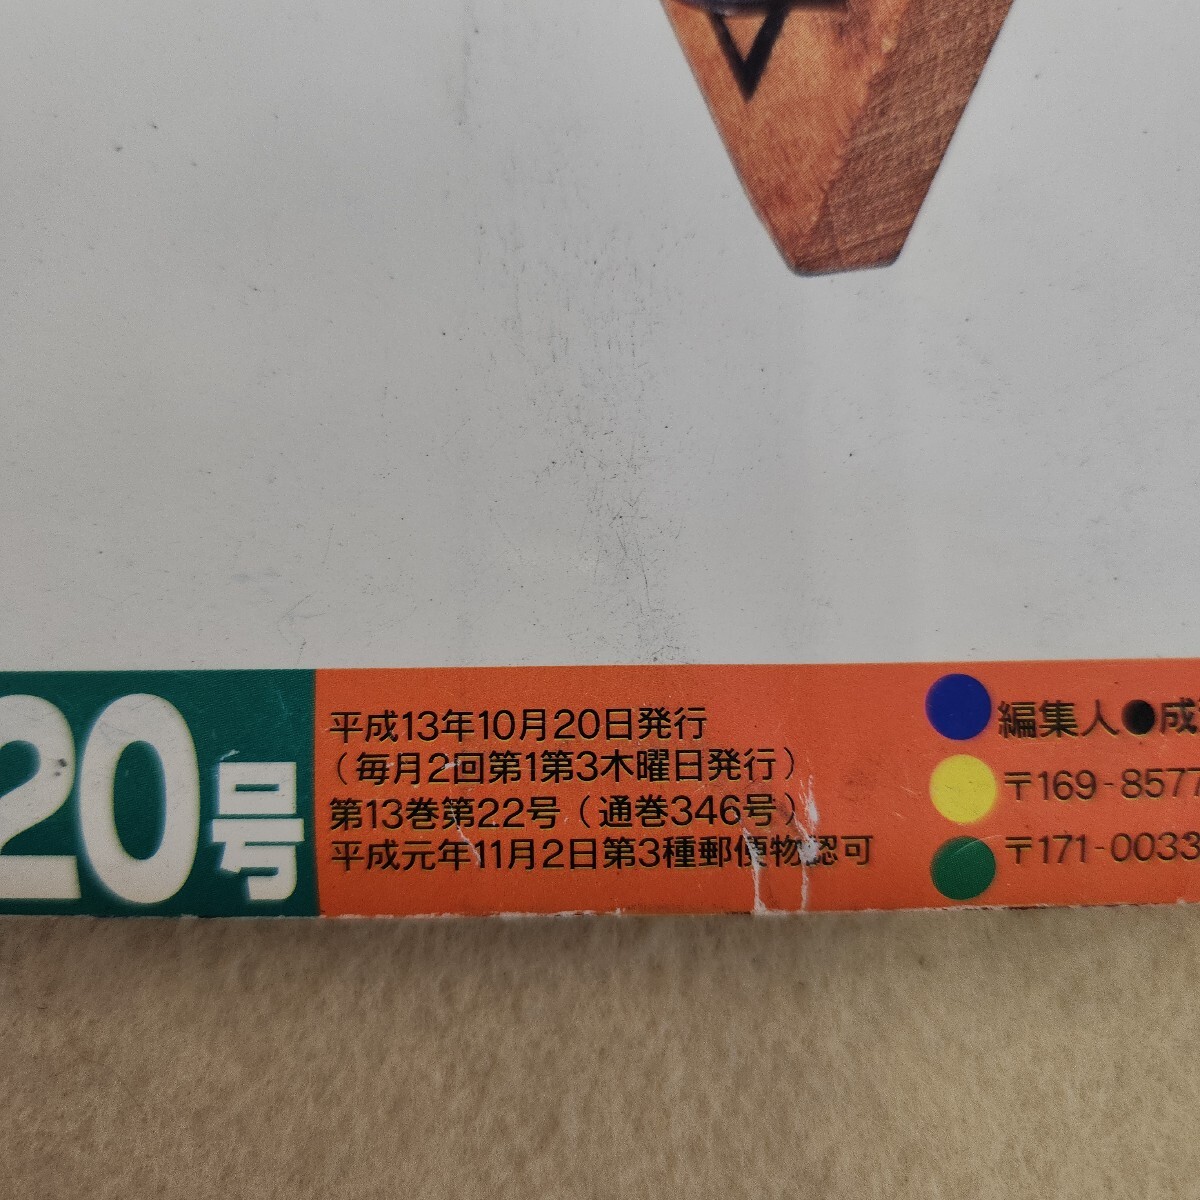 20号
平成13年10月20日発行
（毎月2回第1第3木曜日発行）
第13巻第22号（通巻346号）
平成元年11月2日第3種郵便物認可
編集人●成
〒169-8577
〒171-0033